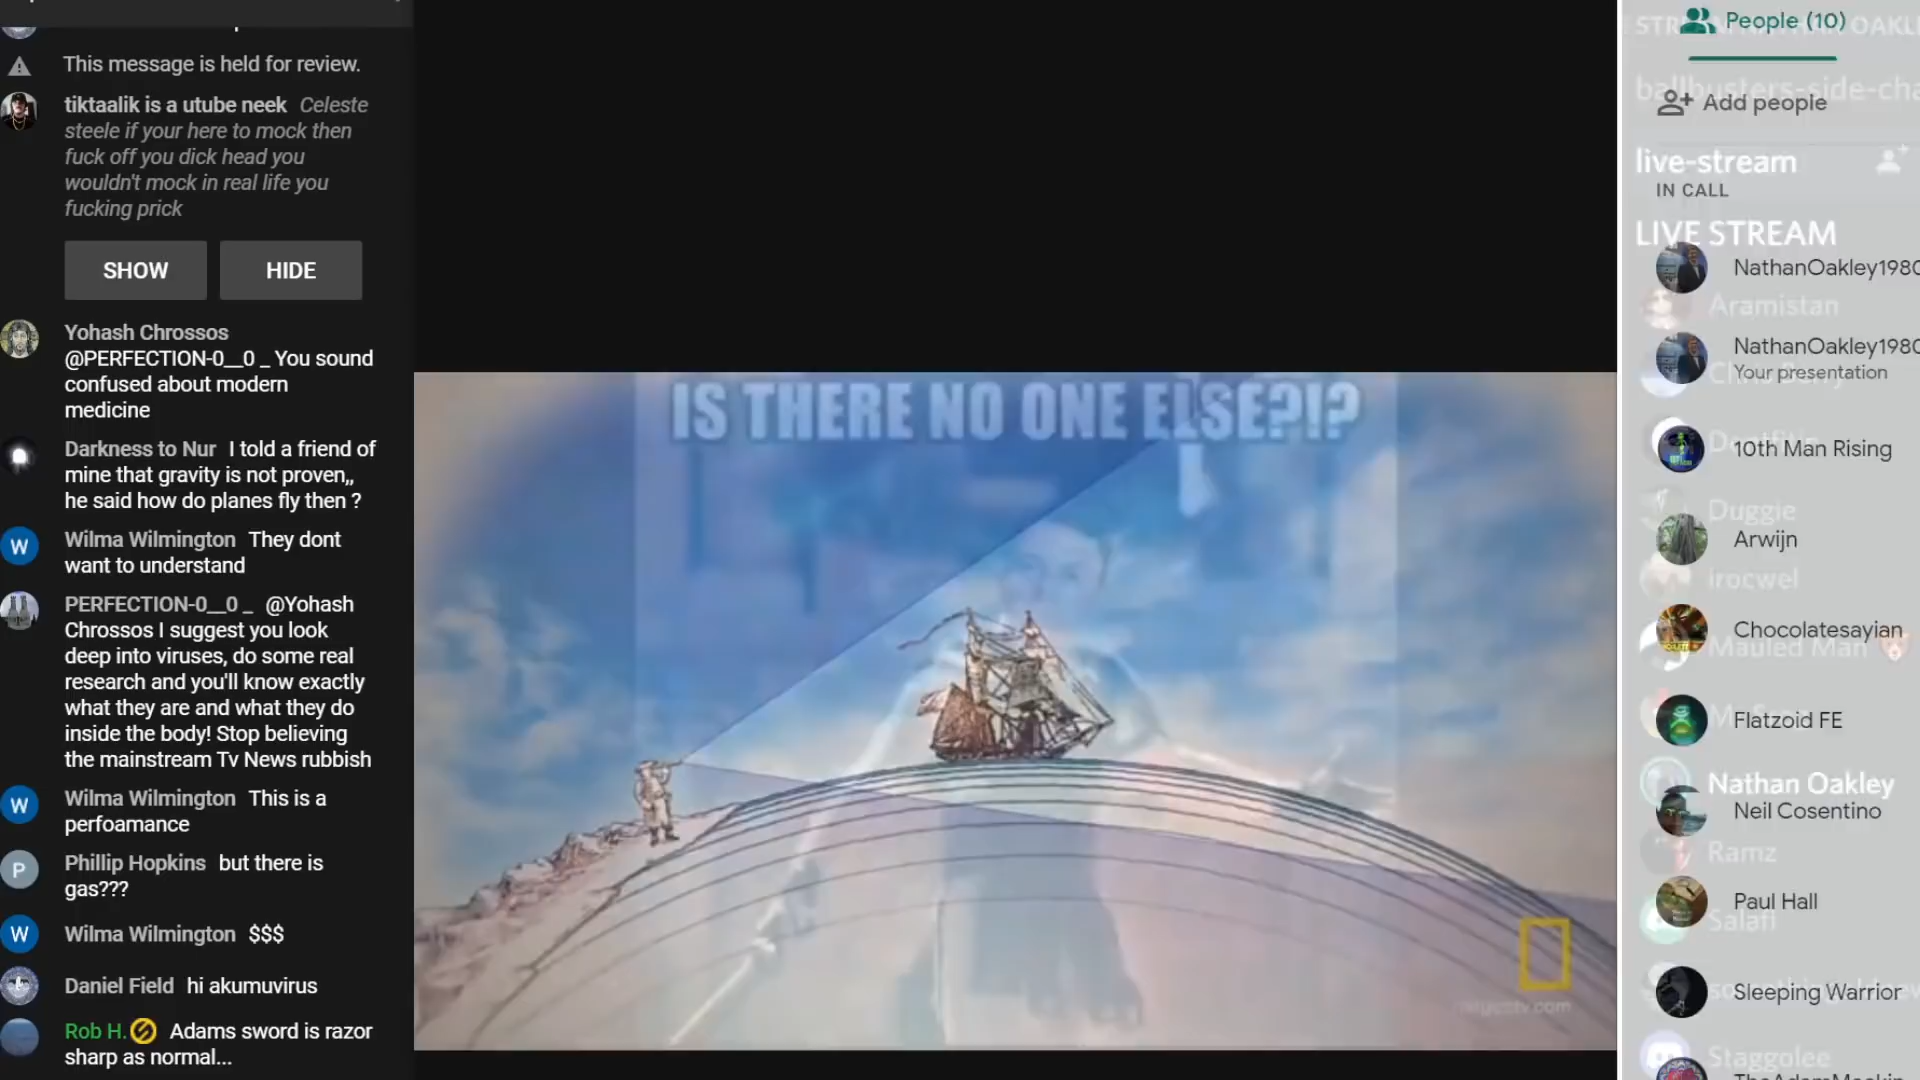 This message is held for review.
tiktaalik is a utube neek Celeste
steele if your here to mock then
fuck off you dick head you
wouldn't mock in real life you
fucking prick
SHOW HIDE
Yohash Chrossos
@PERFECTION-0__0 _ You sound
confused about modern
medicine
Darkness to Nur I told a friend of
mine that gravity is not proven,,
he said how do planes fly then ?
Wilma Wilmington They dont
want to understand
PERFECTION-0__0 _ @Yohash
Chrossos I suggest you look
deep into viruses, do some real
research and you'll know exactly
what they are and what they do
inside the body! Stop believing
the mainstream Tv News rubbish
Wilma Wilmington This is a
perfoamance
Phillip Hopkins but there is
gas???
Wilma Wilmington $$$
Daniel Field hi akumuvirus
Rob H. Adams sword is razor
sharp as normal...
IS THERE NO ONE ELSE?!?
People (10)
ballbusters-side-cha
Add people
live-stream
IN CALL
LIVE STREAM
NathanOakley1980
Aramistan
NathanOakley1980
Your presentation
10th Man Rising
Duggie
Arwijn
irocwel
Chocolatesayian
Mauled Man
Flatzoid FE
Nathan Oakley
Neil Cosentino
Ramz
Paul Hall
Salafi
Sleeping Warrior
Staggolee